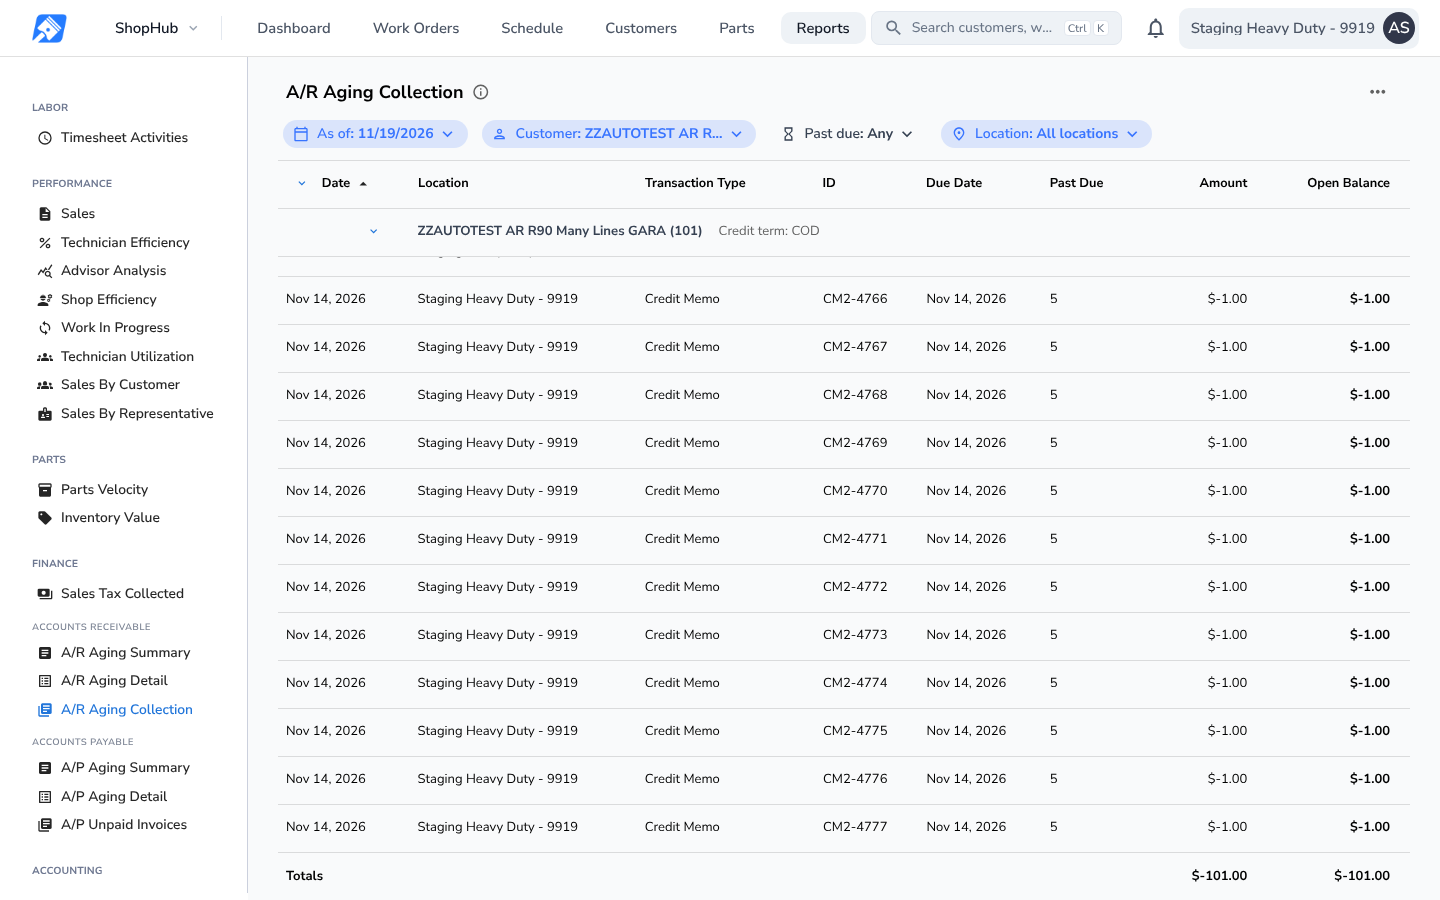 ShopHub
Dashboard
Work Orders
Schedule
Customers
Parts
Reports
Search customers, w...
Ctrl
K
Staging Heavy Duty - 9919
AS
LABOR
Timesheet Activities
PERFORMANCE
Sales
Technician Efficiency
Advisor Analysis
Shop Efficiency
Work In Progress
Technician Utilization
Sales By Customer
Sales By Representative
PARTS
Parts Velocity
Inventory Value
FINANCE
Sales Tax Collected
ACCOUNTS RECEIVABLE
A/R Aging Summary
A/R Aging Detail
A/R Aging Collection
ACCOUNTS PAYABLE
A/P Aging Summary
A/P Aging Detail
A/P Unpaid Invoices
ACCOUNTING
A/R Aging Collection
As of: 11/19/2026
Customer: ZZAUTOTEST AR R...
Past due: Any
Location: All locations
Date Location Transaction Type ID Due Date Past Due Amount Open Balance
ZZAUTOTEST AR R90 Many Lines GARA (101) Credit term: COD
Nov 14, 2026 Staging Heavy Duty - 9919 Credit Memo CM2-4766 Nov 14, 2026 5 $-1.00 $-1.00
Nov 14, 2026 Staging Heavy Duty - 9919 Credit Memo CM2-4767 Nov 14, 2026 5 $-1.00 $-1.00
Nov 14, 2026 Staging Heavy Duty - 9919 Credit Memo CM2-4768 Nov 14, 2026 5 $-1.00 $-1.00
Nov 14, 2026 Staging Heavy Duty - 9919 Credit Memo CM2-4769 Nov 14, 2026 5 $-1.00 $-1.00
Nov 14, 2026 Staging Heavy Duty - 9919 Credit Memo CM2-4770 Nov 14, 2026 5 $-1.00 $-1.00
Nov 14, 2026 Staging Heavy Duty - 9919 Credit Memo CM2-4771 Nov 14, 2026 5 $-1.00 $-1.00
Nov 14, 2026 Staging Heavy Duty - 9919 Credit Memo CM2-4772 Nov 14, 2026 5 $-1.00 $-1.00
Nov 14, 2026 Staging Heavy Duty - 9919 Credit Memo CM2-4773 Nov 14, 2026 5 $-1.00 $-1.00
Nov 14, 2026 Staging Heavy Duty - 9919 Credit Memo CM2-4774 Nov 14, 2026 5 $-1.00 $-1.00
Nov 14, 2026 Staging Heavy Duty - 9919 Credit Memo CM2-4775 Nov 14, 2026 5 $-1.00 $-1.00
Nov 14, 2026 Staging Heavy Duty - 9919 Credit Memo CM2-4776 Nov 14, 2026 5 $-1.00 $-1.00
Nov 14, 2026 Staging Heavy Duty - 9919 Credit Memo CM2-4777 Nov 14, 2026 5 $-1.00 $-1.00
Totals $-101.00 $-101.00